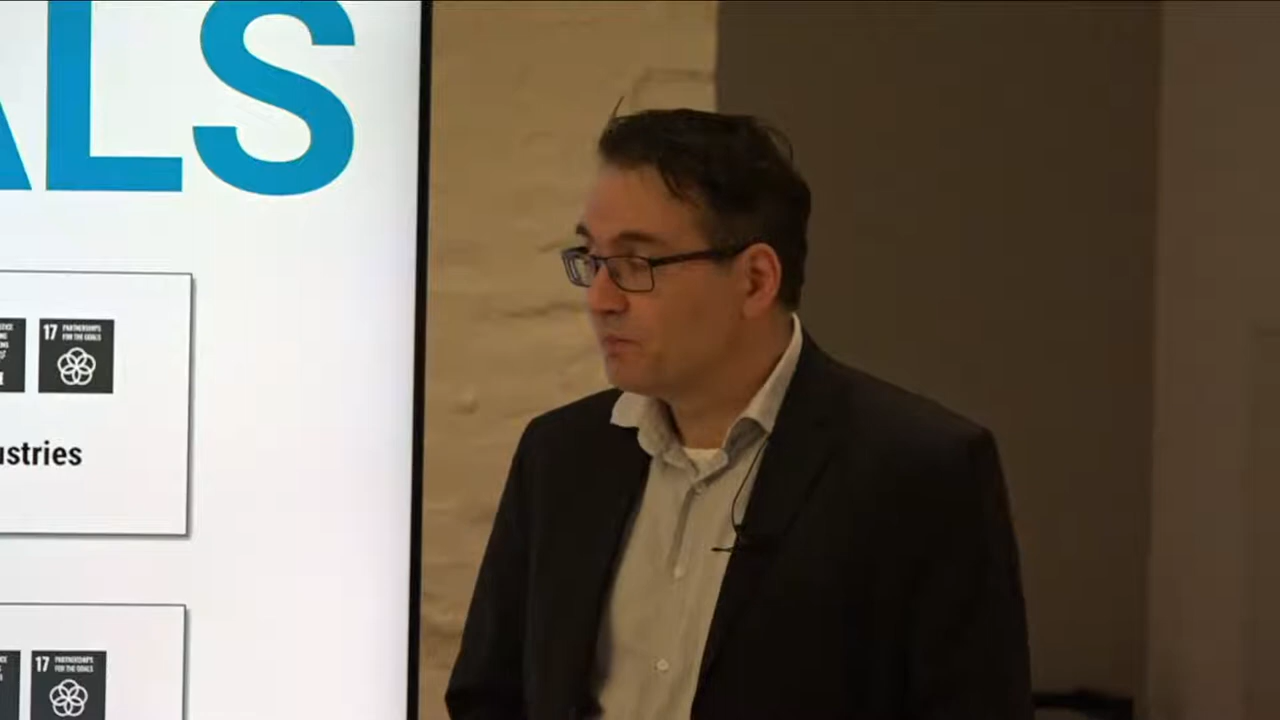 ALS
17 PARTNERSHIPS
FOR THE GOALS
ustries
17 PARTNERSHIPS
FOR THE GOALS